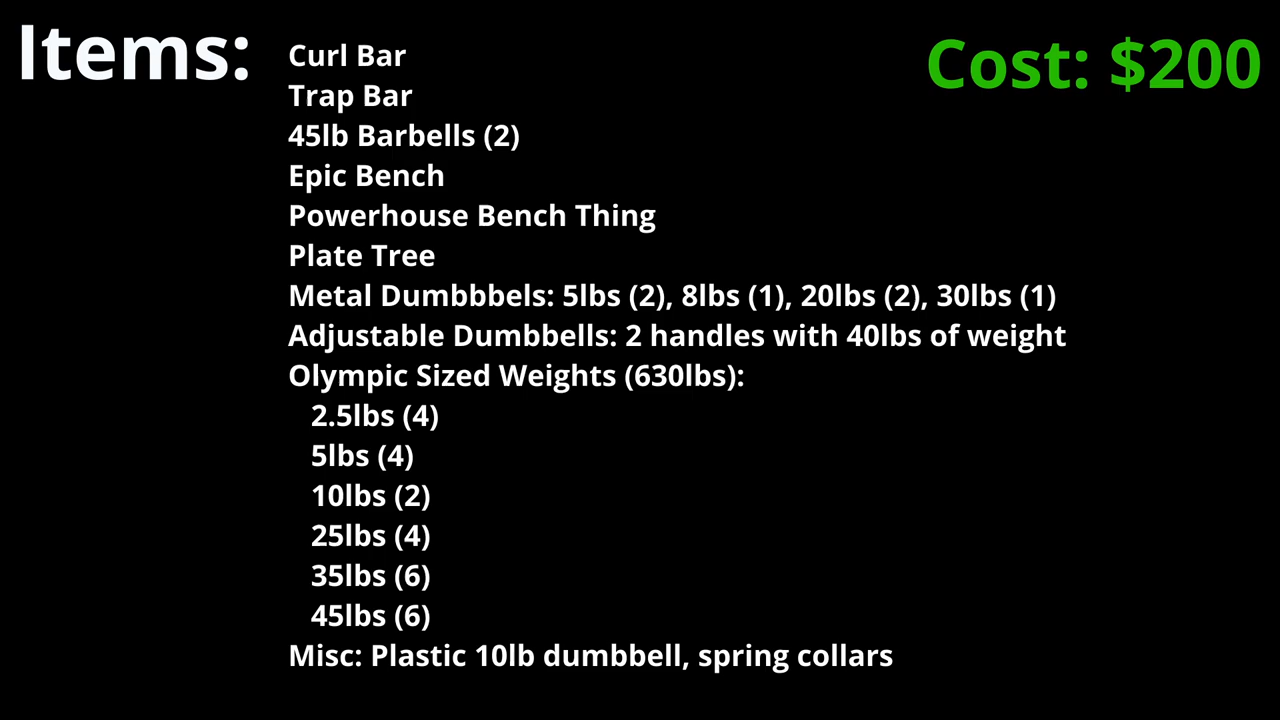 Items:
Cost: $200
Curl Bar
Trap Bar
45lb Barbells (2)
Epic Bench
Powerhouse Bench Thing
Plate Tree
Metal Dumbbbels: 5lbs (2), 8lbs (1), 20lbs (2), 30lbs (1)
Adjustable Dumbbells: 2 handles with 40lbs of weight
Olympic Sized Weights (630lbs):
2.5lbs (4)
5lbs (4)
10lbs (2)
25lbs (4)
35lbs (6)
45lbs (6)
Misc: Plastic 10lb dumbbell, spring collars